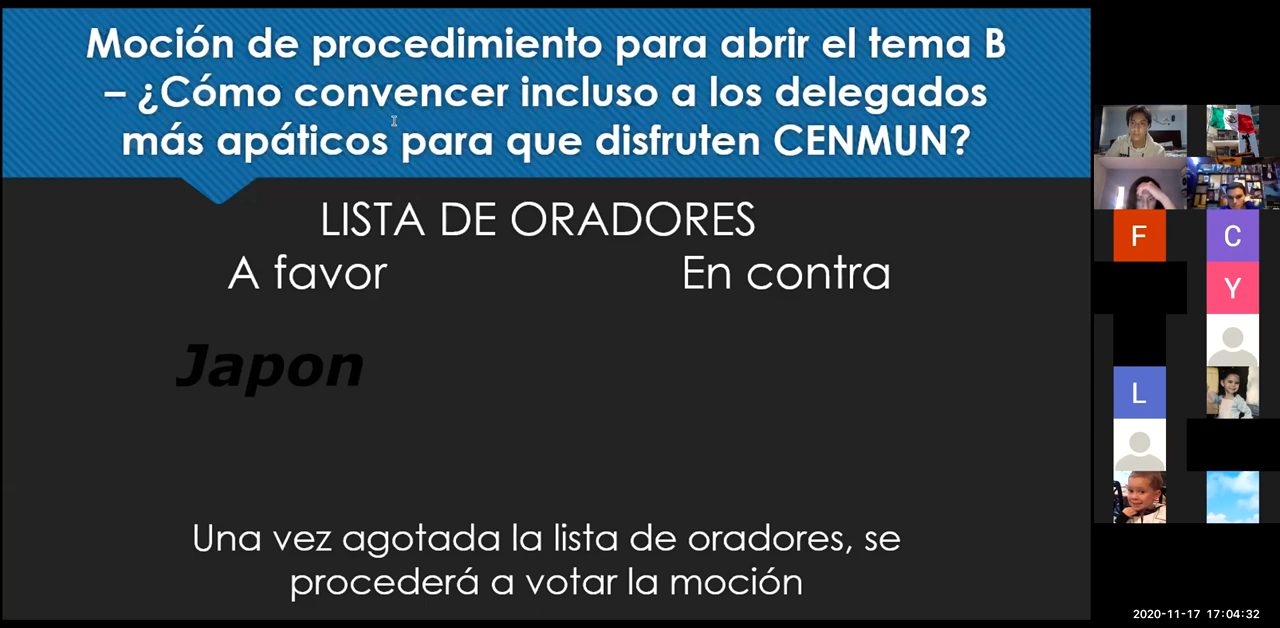 Moción de procedimiento para abrir el tema B
– ¿Cómo convencer incluso a los delegados
más apáticos para que disfruten CENMUN?
LISTA DE ORADORES
A favor
En contra
Japon
Una vez agotada la lista de oradores, se
procederá a votar la moción
F
C
Y
L
2020-11-17 17:04:32